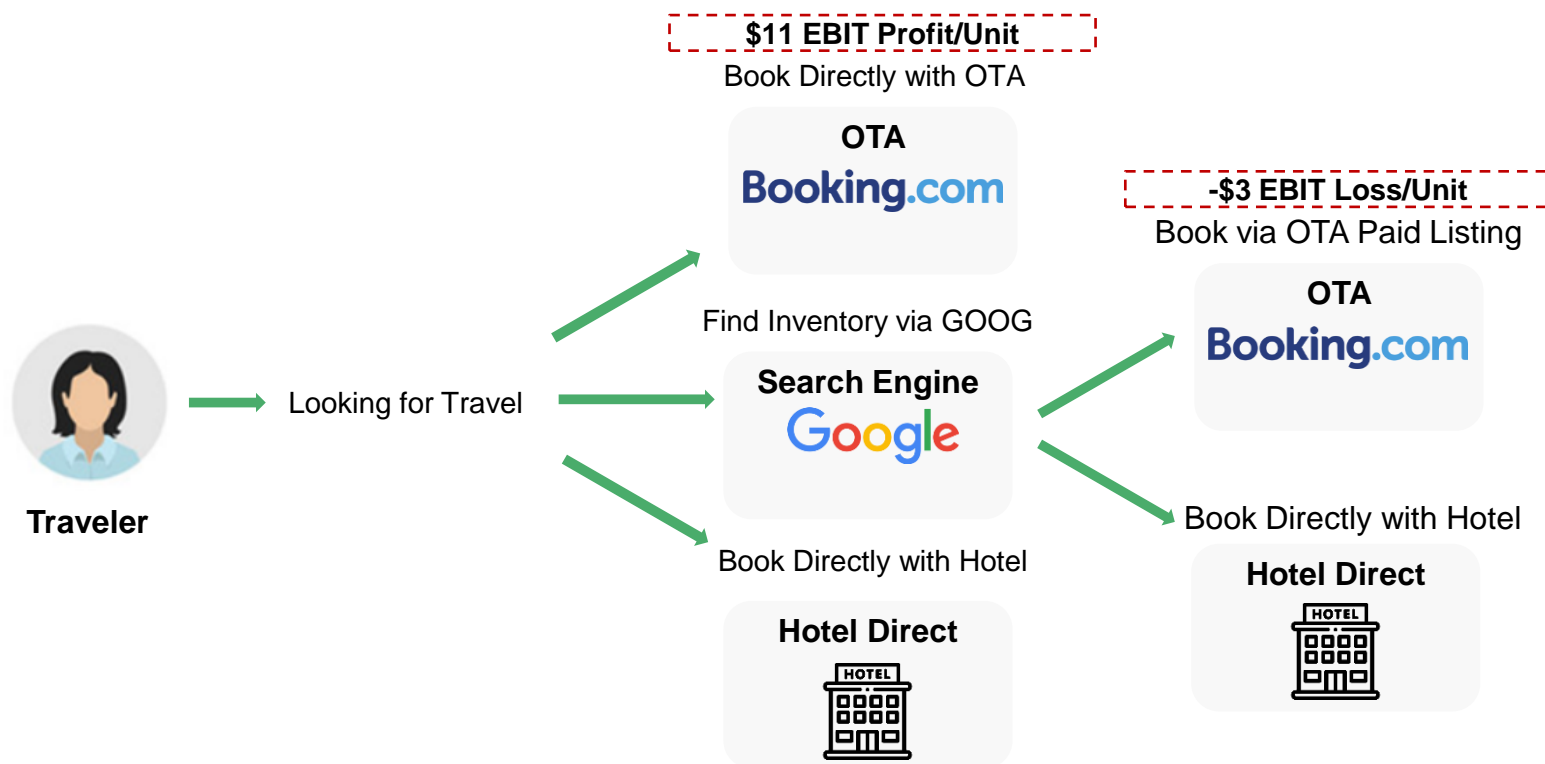 $11 EBIT Profit/Unit
Book Directly with OTA
OTA
Booking.com
-$3 EBIT Loss/Unit
Book via OTA Paid Listing
OTA
Booking.com
Find Inventory via GOOG
Search Engine
Google
Looking for Travel
Traveler
Book Directly with Hotel
Hotel Direct
HOTEL
Book Directly with Hotel
Hotel Direct
HOTEL